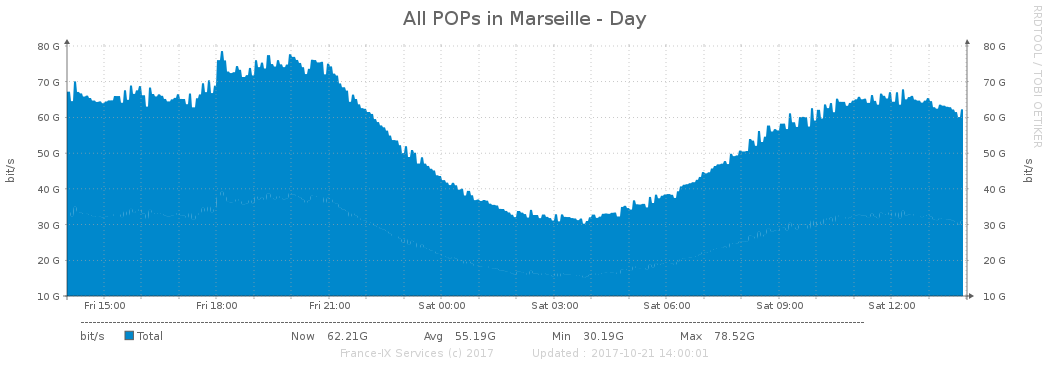 All POPs in Marseille - Day
RRDTOOL / TOBI OETIKER
80 G 80 G
70 G 70 G
60 G 60 G
50 G 50 G
40 G 40 G
30 G 30 G
20 G 20 G
10 G 10 G
bit/s
bit/s
Fri 15:00 Fri 18:00 Fri 21:00 Sat 00:00 Sat 03:00 Sat 06:00 Sat 09:00 Sat 12:00
bit/s Total Now 62.21G Avg 55.19G Min 30.19G Max 78.52G
France-IX Services (c) 2017 Updated : 2017-10-21 14:00:01